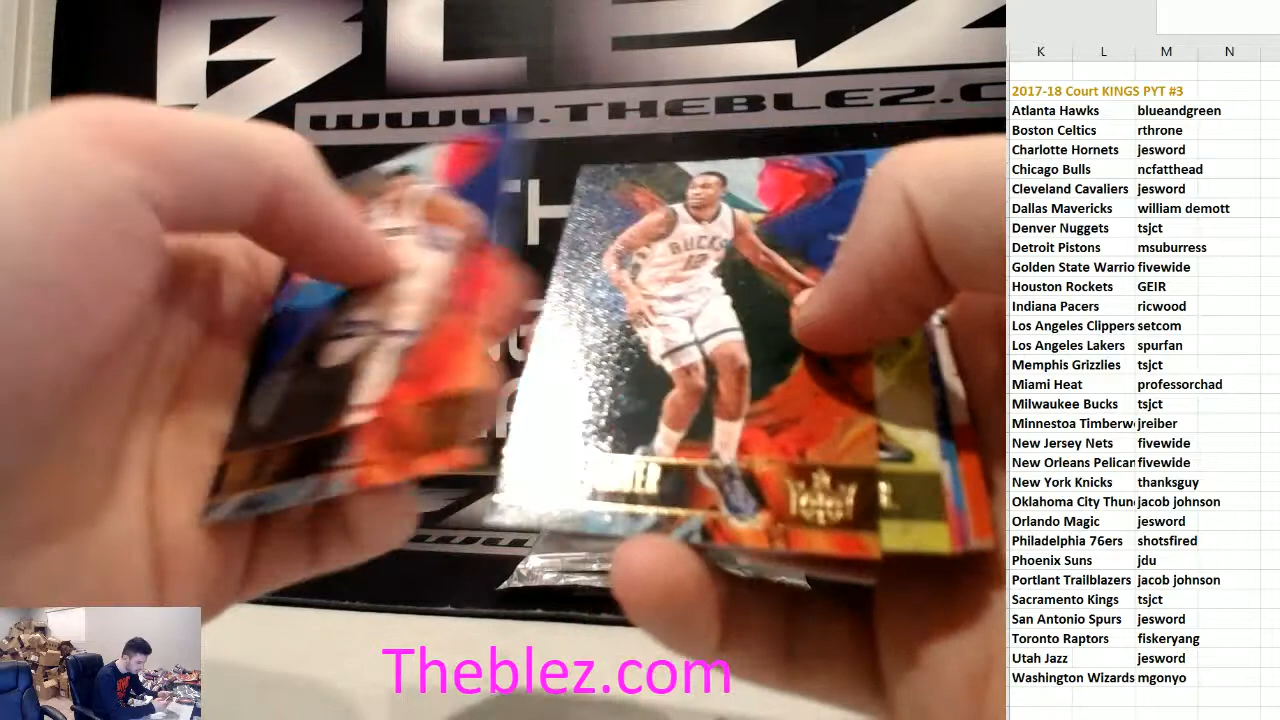 BLEZ
WWW.THEBLEZ.C
TH
BUCKS
12
Theblez.com
K L M N
2017-18 Court KINGS PYT #3
Atlanta Hawks blueandgreen
Boston Celtics rthrone
Charlotte Hornets jesword
Chicago Bulls ncfatthead
Cleveland Cavaliers jesword
Dallas Mavericks william demott
Denver Nuggets tsjct
Detroit Pistons msuburress
Golden State Warrio fivewide
Houston Rockets GEIR
Indiana Pacers ricwood
Los Angeles Clippers setcom
Los Angeles Lakers spurfan
Memphis Grizzlies tsjct
Miami Heat professorchad
Milwaukee Bucks tsjct
Minnestoa Timberw jreiber
New Jersey Nets fivewide
New Orleans Pelican fivewide
New York Knicks thanksguy
Oklahoma City Thun jacob johnson
Orlando Magic jesword
Philadelphia 76ers shotsfired
Phoenix Suns jdu
Portlant Trailblazers jacob johnson
Sacramento Kings tsjct
San Antonio Spurs jesword
Toronto Raptors fiskeryang
Utah Jazz jesword
Washington Wizards mgonyo